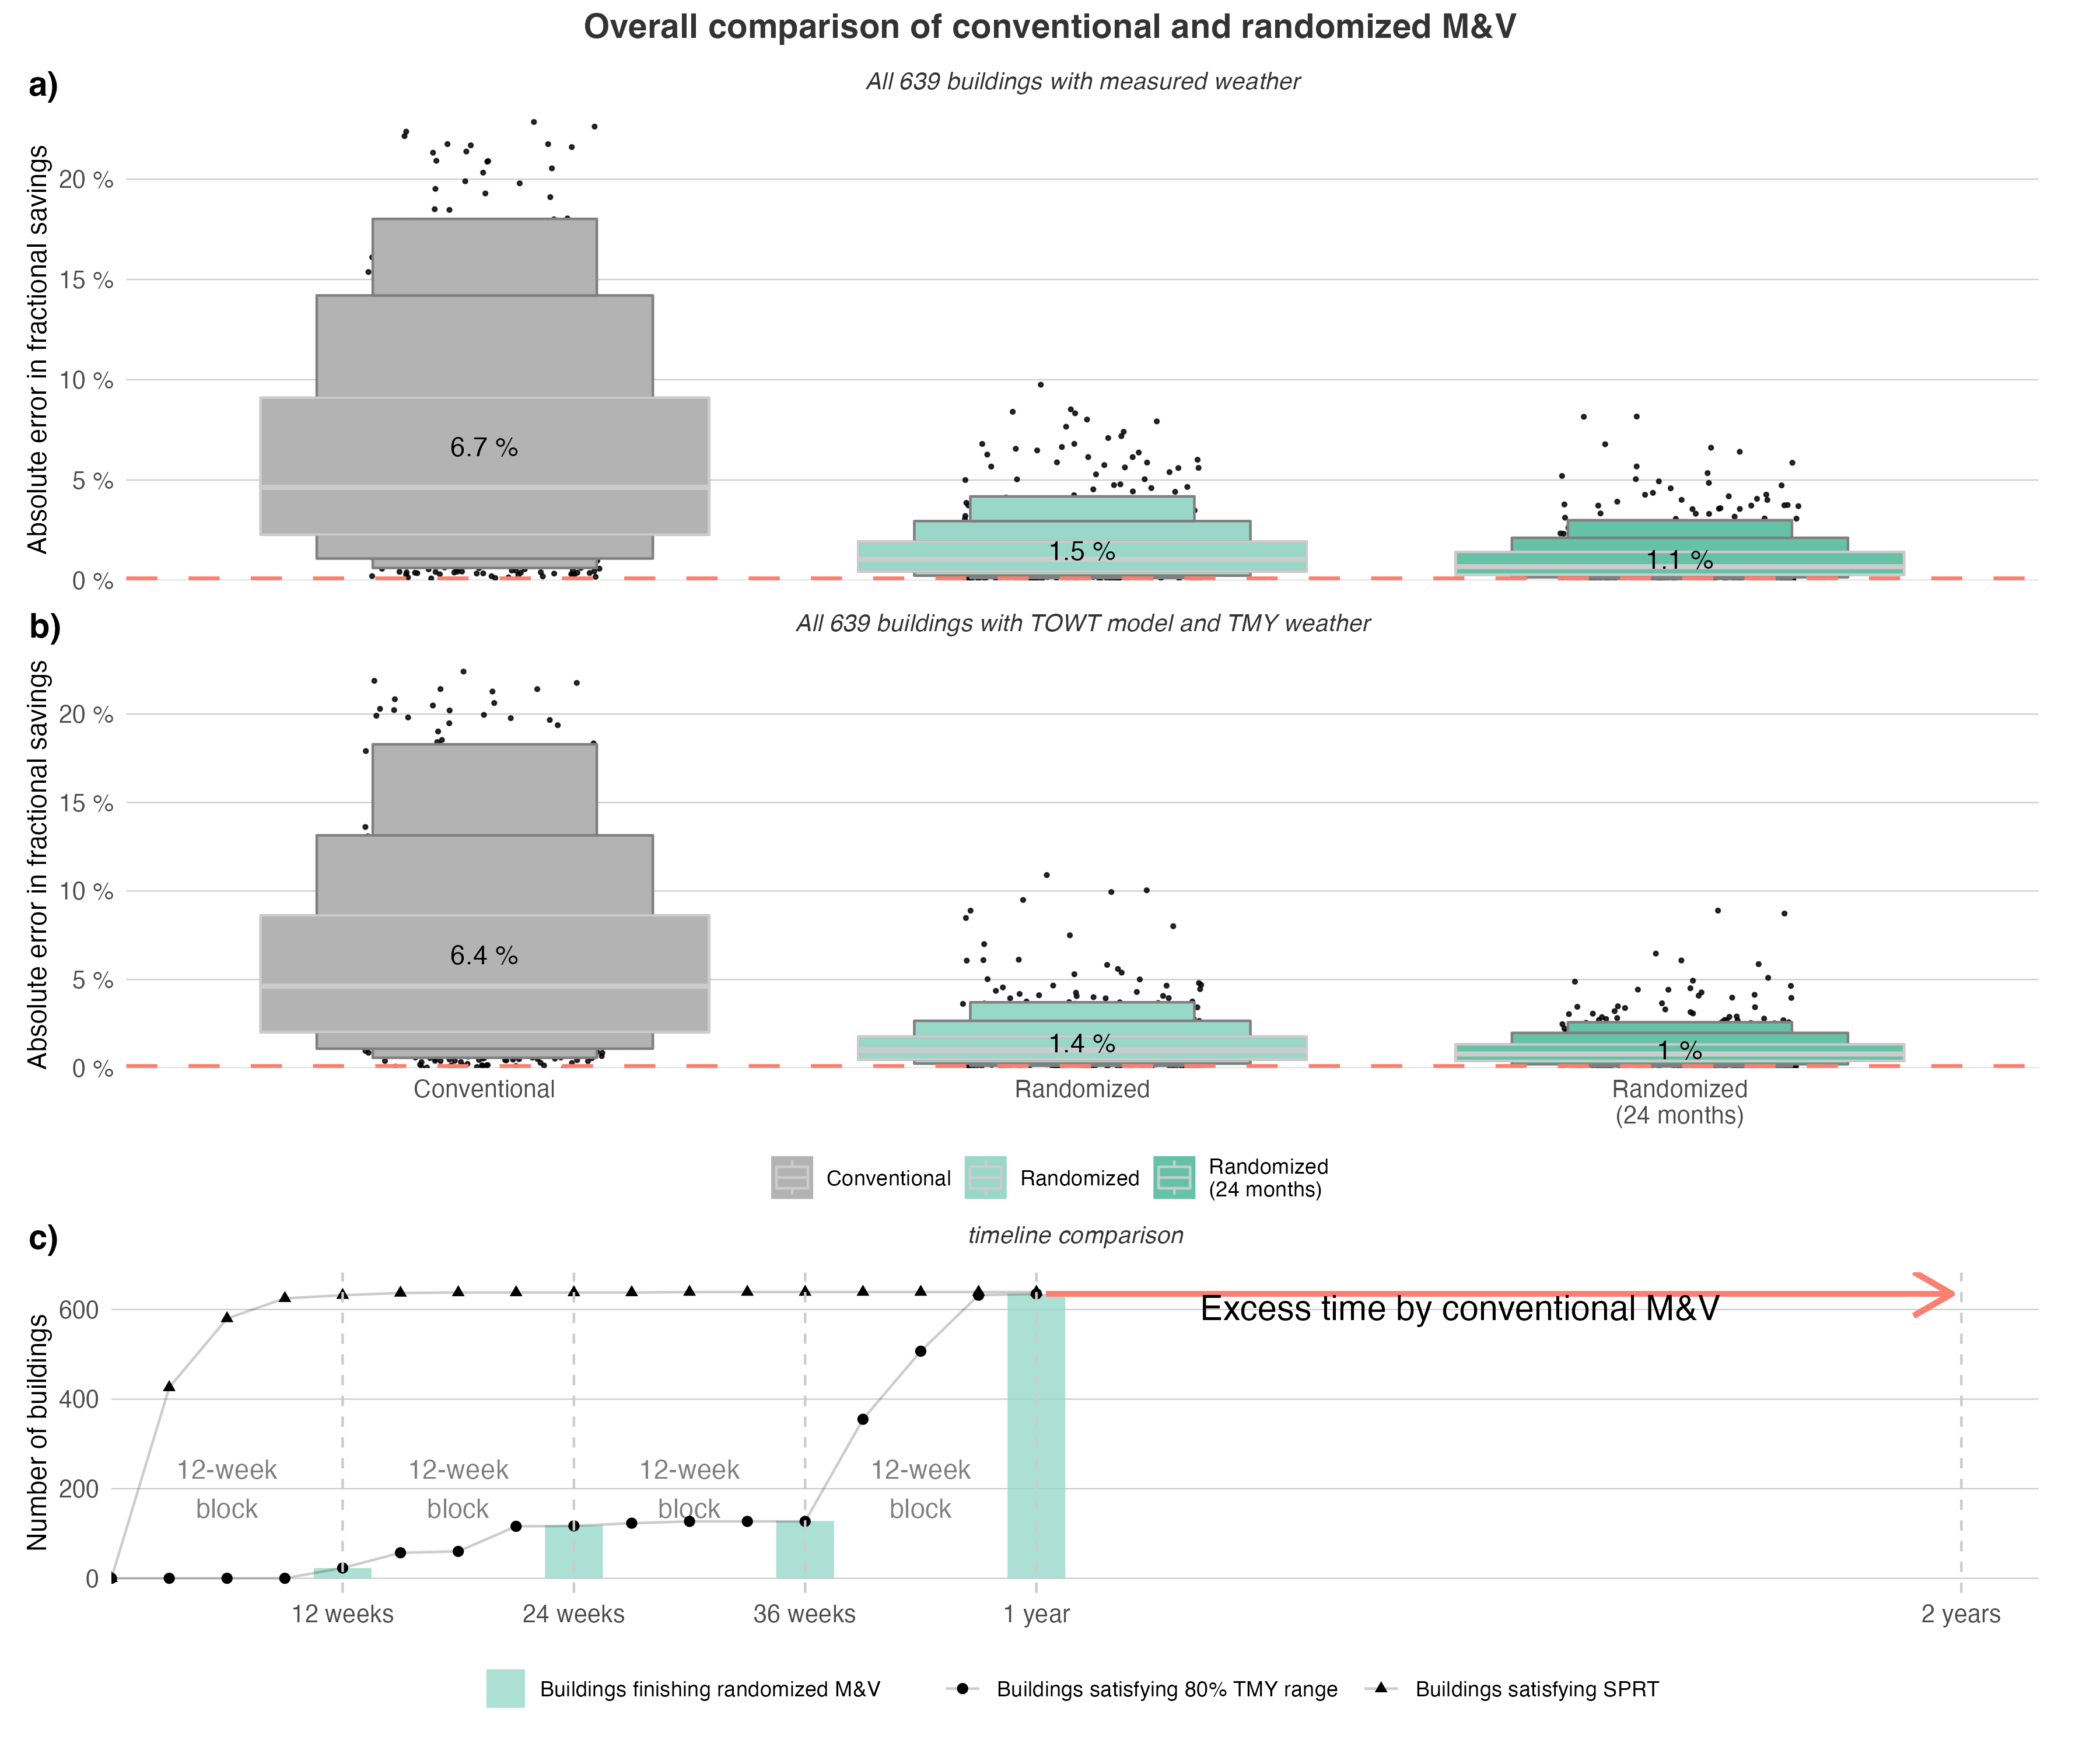 Overall comparison of conventional and randomized M&V
a)
All 639 buildings with measured weather
Absolute error in fractional savings
20 %
15 %
10 %
5 %
0 %
6.7 %
1.5 %
1.1 %
b)
All 639 buildings with TOWT model and TMY weather
Absolute error in fractional savings
20 %
15 %
10 %
5 %
0 %
6.4 %
1.4 %
1 %
Conventional
Randomized
Randomized
(24 months)
Conventional
Randomized
Randomized
(24 months)
c)
timeline comparison
Number of buildings
600
400
200
0
Excess time by conventional M&V
12-week
block
12-week
block
12-week
block
12-week
block
12 weeks
24 weeks
36 weeks
1 year
2 years
Buildings finishing randomized M&V
Buildings satisfying 80% TMY range
Buildings satisfying SPRT